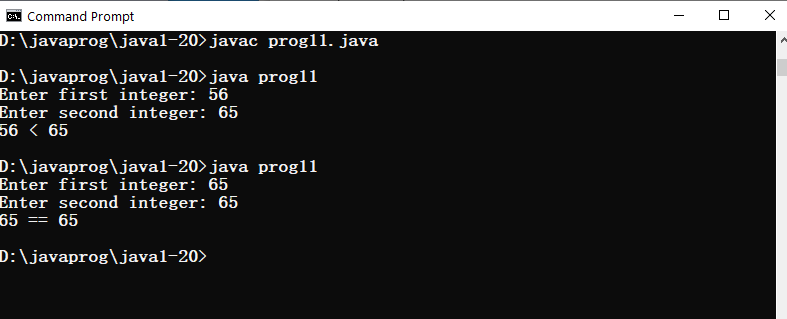 Command Prompt
D:\javaprog\java1-20>javac prog11.java
D:\javaprog\java1-20>java prog11
Enter first integer: 56
Enter second integer: 65
56 < 65
D:\javaprog\java1-20>java prog11
Enter first integer: 65
Enter second integer: 65
65 == 65
D:\javaprog\java1-20>